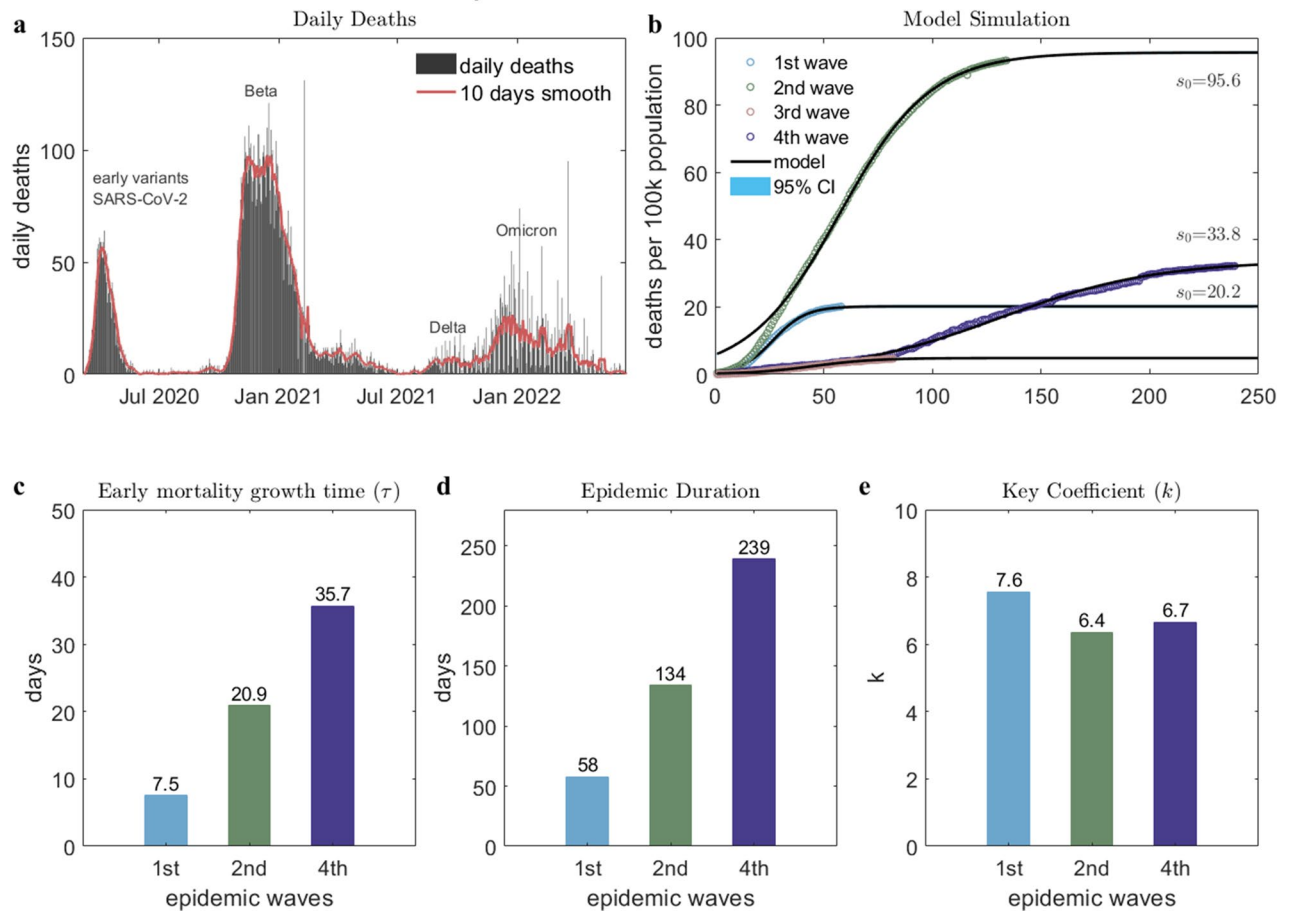 a
Daily Deaths
150
100
50
0
daily deaths
daily deaths
10 days smooth
early variants
SARS-CoV-2
Beta
Delta
Omicron
Jul 2020
Jan 2021
Jul 2021
Jan 2022
b
Model Simulation
100
80
60
40
20
0
deaths per 100k population
1st wave
2nd wave
3rd wave
4th wave
model
95% CI
s₀=95.6
s₀=33.8
s₀=20.2
0
50
100
150
200
250
c
Early mortality growth time (τ)
50
40
30
20
10
0
days
7.5
20.9
35.7
1st
2nd
4th
epidemic waves
d
Epidemic Duration
250
200
150
100
50
0
days
58
134
239
1st
2nd
4th
epidemic waves
e
Key Coefficient (k)
10
8
6
4
2
0
k
7.6
6.4
6.7
1st
2nd
4th
epidemic waves